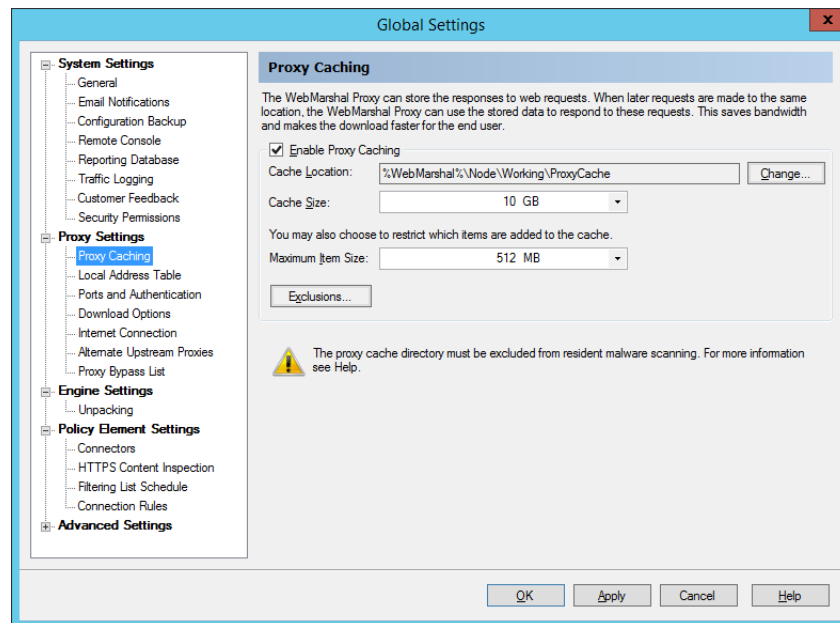 Global Settings
x
System Settings
General
Email Notifications
Configuration Backup
Remote Console
Reporting Database
Traffic Logging
Customer Feedback
Security Permissions
Proxy Settings
Proxy Caching
Local Address Table
Ports and Authentication
Download Options
Internet Connection
Alternate Upstream Proxies
Proxy Bypass List
Engine Settings
Unpacking
Policy Element Settings
Connectors
HTTPS Content Inspection
Filtering List Schedule
Connection Rules
Advanced Settings
Proxy Caching
The WebMarshal Proxy can store the responses to web requests. When later requests are made to the same
location, the WebMarshal Proxy can use the stored data to respond to these requests. This saves bandwidth
and makes the download faster for the end user.
Enable Proxy Caching
Cache Location: %WebMarshal%\Node\Working\ProxyCache Change...
Cache Size: 10 GB
You may also choose to restrict which items are added to the cache.
Maximum Item Size: 512 MB
Exclusions...
The proxy cache directory must be excluded from resident malware scanning. For more information
see Help.
OK Apply Cancel Help